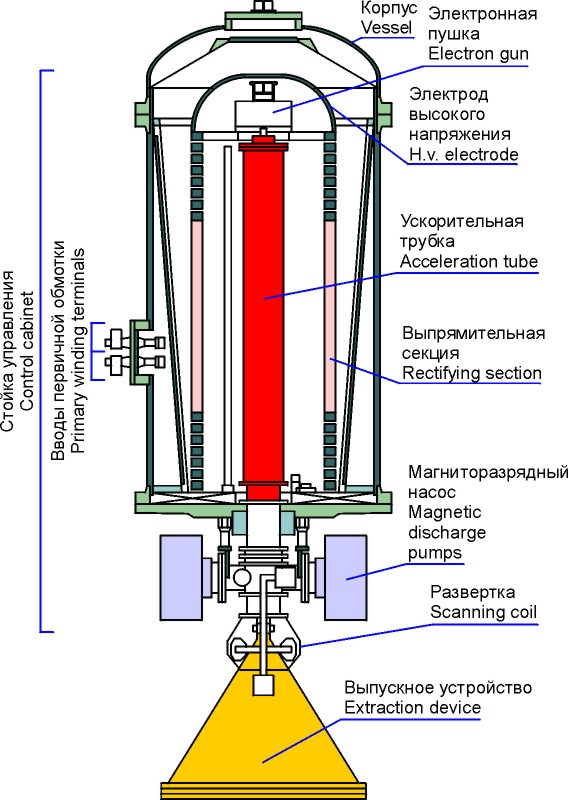 Корпус
Vessel
Электронная
пушка
Electron gun
Электрод
высокого
напряжения
H.v. electrode
Ускорительная
трубка
Acceleration tube
Выпрямительная
секция
Rectifying section
Магниторазрядный
насос
Magnetic
discharge
pumps
Развертка
Scanning coil
Выпускное устройство
Extraction device
Стойка управления
Control cabinet
Вводы первичной обмотки
Primary winding terminals